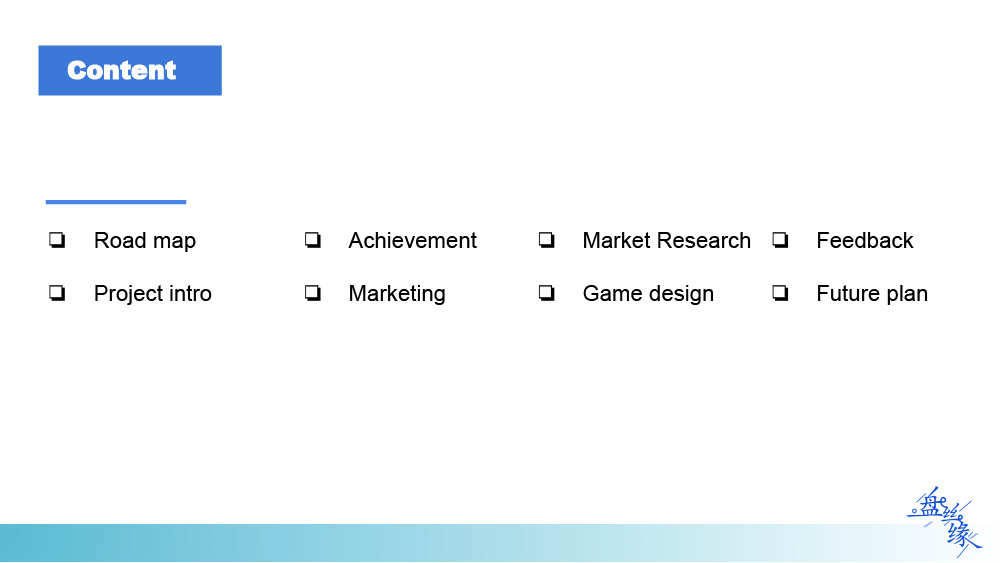 Content
❏ Road map
❏ Project intro
❏ Achievement
❏ Marketing
❏ Market Research
❏ Game design
❏ Feedback
❏ Future plan
盘丝缘